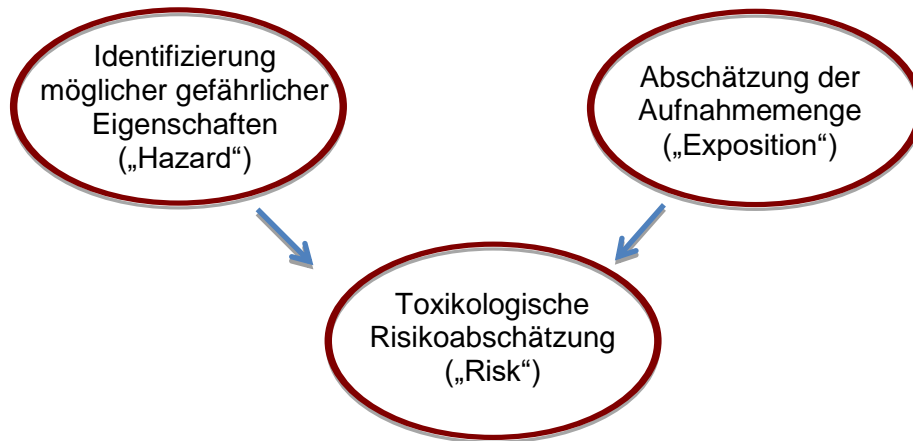 Identifizierung
möglicher gefährlicher
Eigenschaften
(„Hazard“)
Abschätzung der
Aufnahmemenge
(„Exposition“)
Toxikologische
Risikoabschätzung
(„Risk“)